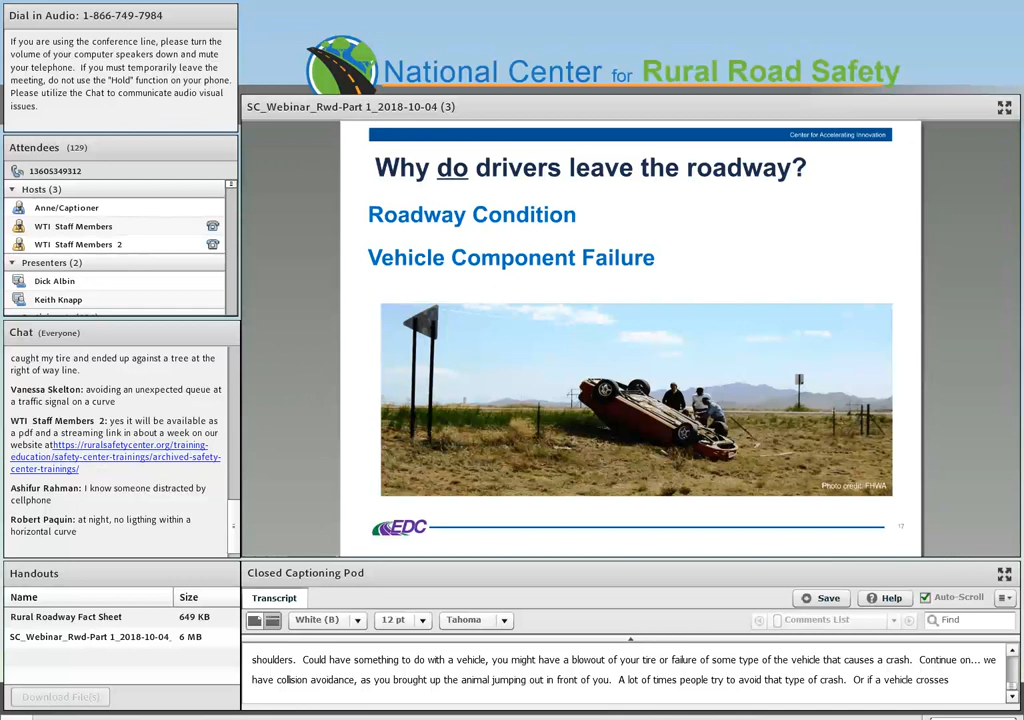 Dial in Audio: 1-866-749-7984
If you are using the conference line, please turn the
volume of your computer speakers down and mute
your telephone. If you must temporarily leave the
meeting, do not use the "Hold" function on your phone.
Please utilize the Chat to communicate audio visual
issues.
Attendees (129)
13605349312
Hosts (3)
Anne/Captioner
WTI Staff Members
WTI Staff Members 2
Presenters (2)
Dick Albin
Keith Knapp
Chat (Everyone)
caught my tire and ended up against a tree at the
right of way line.
Vanessa Skelton: avoiding an unexpected queue at
a traffic signal on a curve
WTI Staff Members 2: yes it will be available as
a pdf and a streaming link in about a week on our
website athttps://ruralsafetycenter.org/training-
education/safety-center-trainings/archived-safety-
center-trainings/
Ashifur Rahman: I know someone distracted by
cellphone
Robert Paquin: at night, no ligthing within a
horizontal curve
Handouts
Name Size
Rural Roadway Fact Sheet 649 KB
SC_Webinar_Rwd-Part 1_2018-10-04_ 6 MB
Download File(s)
National Center for Rural Road Safety
SC_Webinar_Rwd-Part 1_2018-10-04 (3)
Center for Accelerating Innovation
Why do drivers leave the roadway?
Roadway Condition
Vehicle Component Failure
Photo credit: FHWA
EDC
17
Closed Captioning Pod
Transcript
Save
Help
Auto-Scroll
White (B)
12 pt
Tahoma
Comments List
Find
shoulders. Could have something to do with a vehicle, you might have a blowout of your tire or failure of some type of the vehicle that causes a crash. Continue on... we
have collsion avoidance, as you brought up the animal jumping out in front of you. A lot of times people try to avoid that type of crash. Or if a vehicle crosses